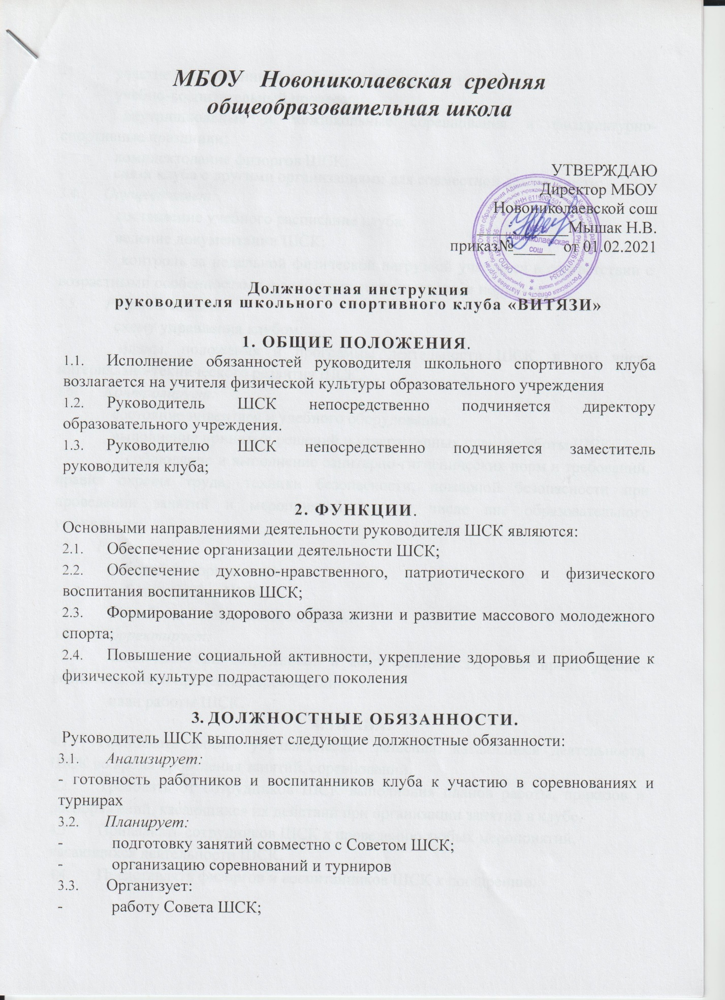 МБОУ Новониколаевская средняя
общеобразовательная школа
УТВЕРЖДАЮ
Директор МБОУ
Новониколаевской сош
____________Мышак Н.В.
приказ№_____ от 01.02.2021
ИНН 6119007501
МБОУ
Новониколаевская
сош
Должностная инструкция
руководителя школьного спортивного клуба «ВИТЯЗИ»
1. ОБЩИЕ ПОЛОЖЕНИЯ.
1.1. Исполнение обязанностей руководителя школьного спортивного клуба
возлагается на учителя физической культуры образовательного учреждения
1.2. Руководитель ШСК непосредственно подчиняется директору
образовательного учреждения.
1.3. Руководителю ШСК непосредственно подчиняется заместитель
руководителя клуба;
2. ФУНКЦИИ.
Основными направлениями деятельности руководителя ШСК являются:
2.1. Обеспечение организации деятельности ШСК;
2.2. Обеспечение духовно-нравственного, патриотического и физического
воспитания воспитанников ШСК;
2.3. Формирование здорового образа жизни и развитие массового молодежного
спорта;
2.4. Повышение социальной активности, укрепление здоровья и приобщение к
физической культуре подрастающего поколения
3. ДОЛЖНОСТНЫЕ ОБЯЗАННОСТИ.
Руководитель ШСК выполняет следующие должностные обязанности:
3.1. Анализирует:
- готовность работников и воспитанников клуба к участию в соревнованиях и
турнирах
3.2. Планирует:
- подготовку занятий совместно с Советом ШСК;
- организацию соревнований и турниров
3.3. Организует:
- работу Совета ШСК;